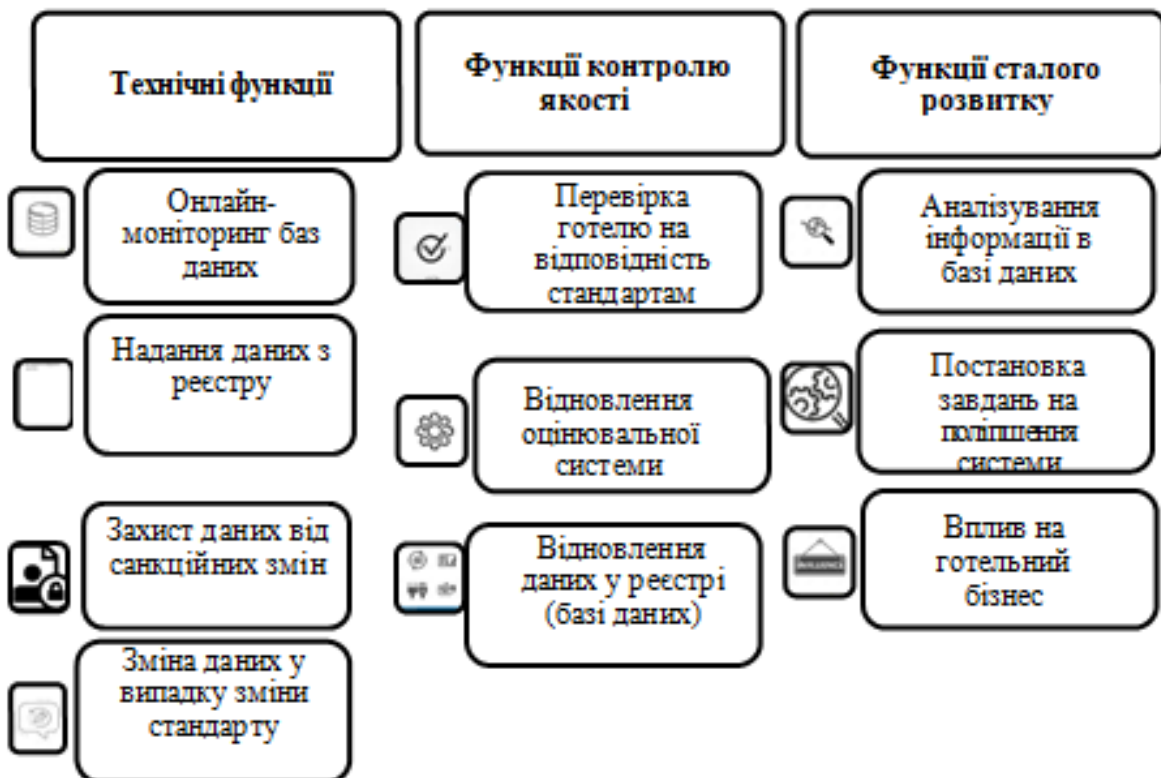 Технічні функції
Онлайн-
моніторинг баз
даних
Надання даних з
реєстру
Захист даних від
санкційних змін
Зміна даних у
випадку зміни
стандарту
Функції контролю
якості
Перевірка
готелю на
відповідність
стандартам
Відновлення
оцінювальної
системи
Відновлення
даних у реєстрі
(базі даних)
Функції сталого
розвитку
Аналізування
інформації в
базі даних
Постановка
завдань на
поліпшення
системи
Вплив на
готельний
бізнес